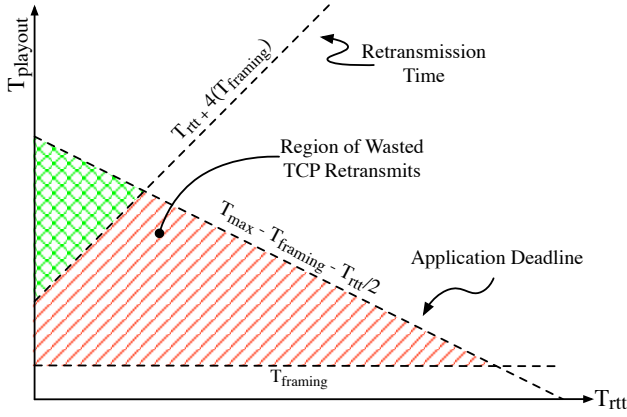 Tplayout
Trtt + 4(Tframing)
Retransmission
Time
Region of Wasted
TCP Retransmits
Tmax - Tframing - Trtt/2
Application Deadline
Tframing
Trtt